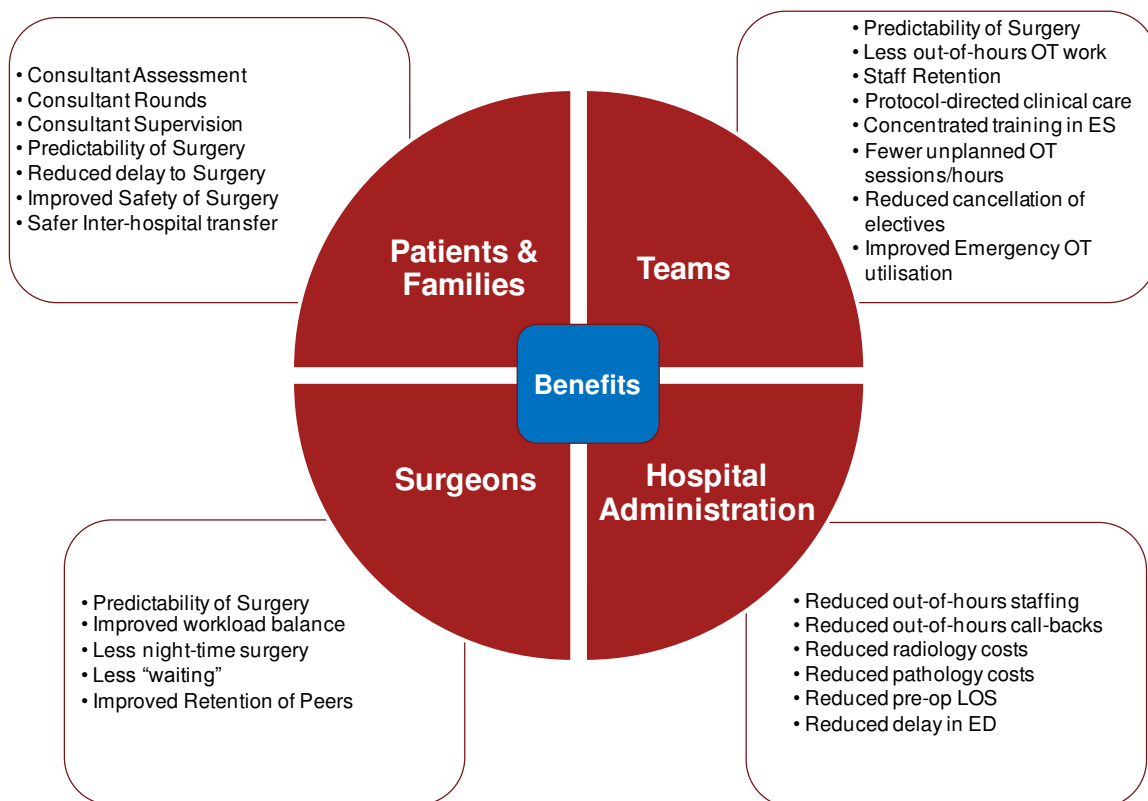 • Consultant Assessment
• Consultant Rounds
• Consultant Supervision
• Predictability of Surgery
• Reduced delay to Surgery
• Improved Safety of Surgery
• Safer Inter-hospital transfer
• Predictability of Surgery
• Less out-of-hours OT work
• Staff Retention
• Protocol-directed clinical care
• Concentrated training in ES
• Fewer unplanned OT
sessions/hours
• Reduced cancellation of
electives
• Improved Emergency OT
utilisation
Patients &
Families
Teams
Benefits
Surgeons
Hospital
Administration
• Predictability of Surgery
• Improved workload balance
• Less night-time surgery
• Less “waiting”
• Improved Retention of Peers
• Reduced out-of-hours staffing
• Reduced out-of-hours call-backs
• Reduced radiology costs
• Reduced pathology costs
• Reduced pre-op LOS
• Reduced delay in ED